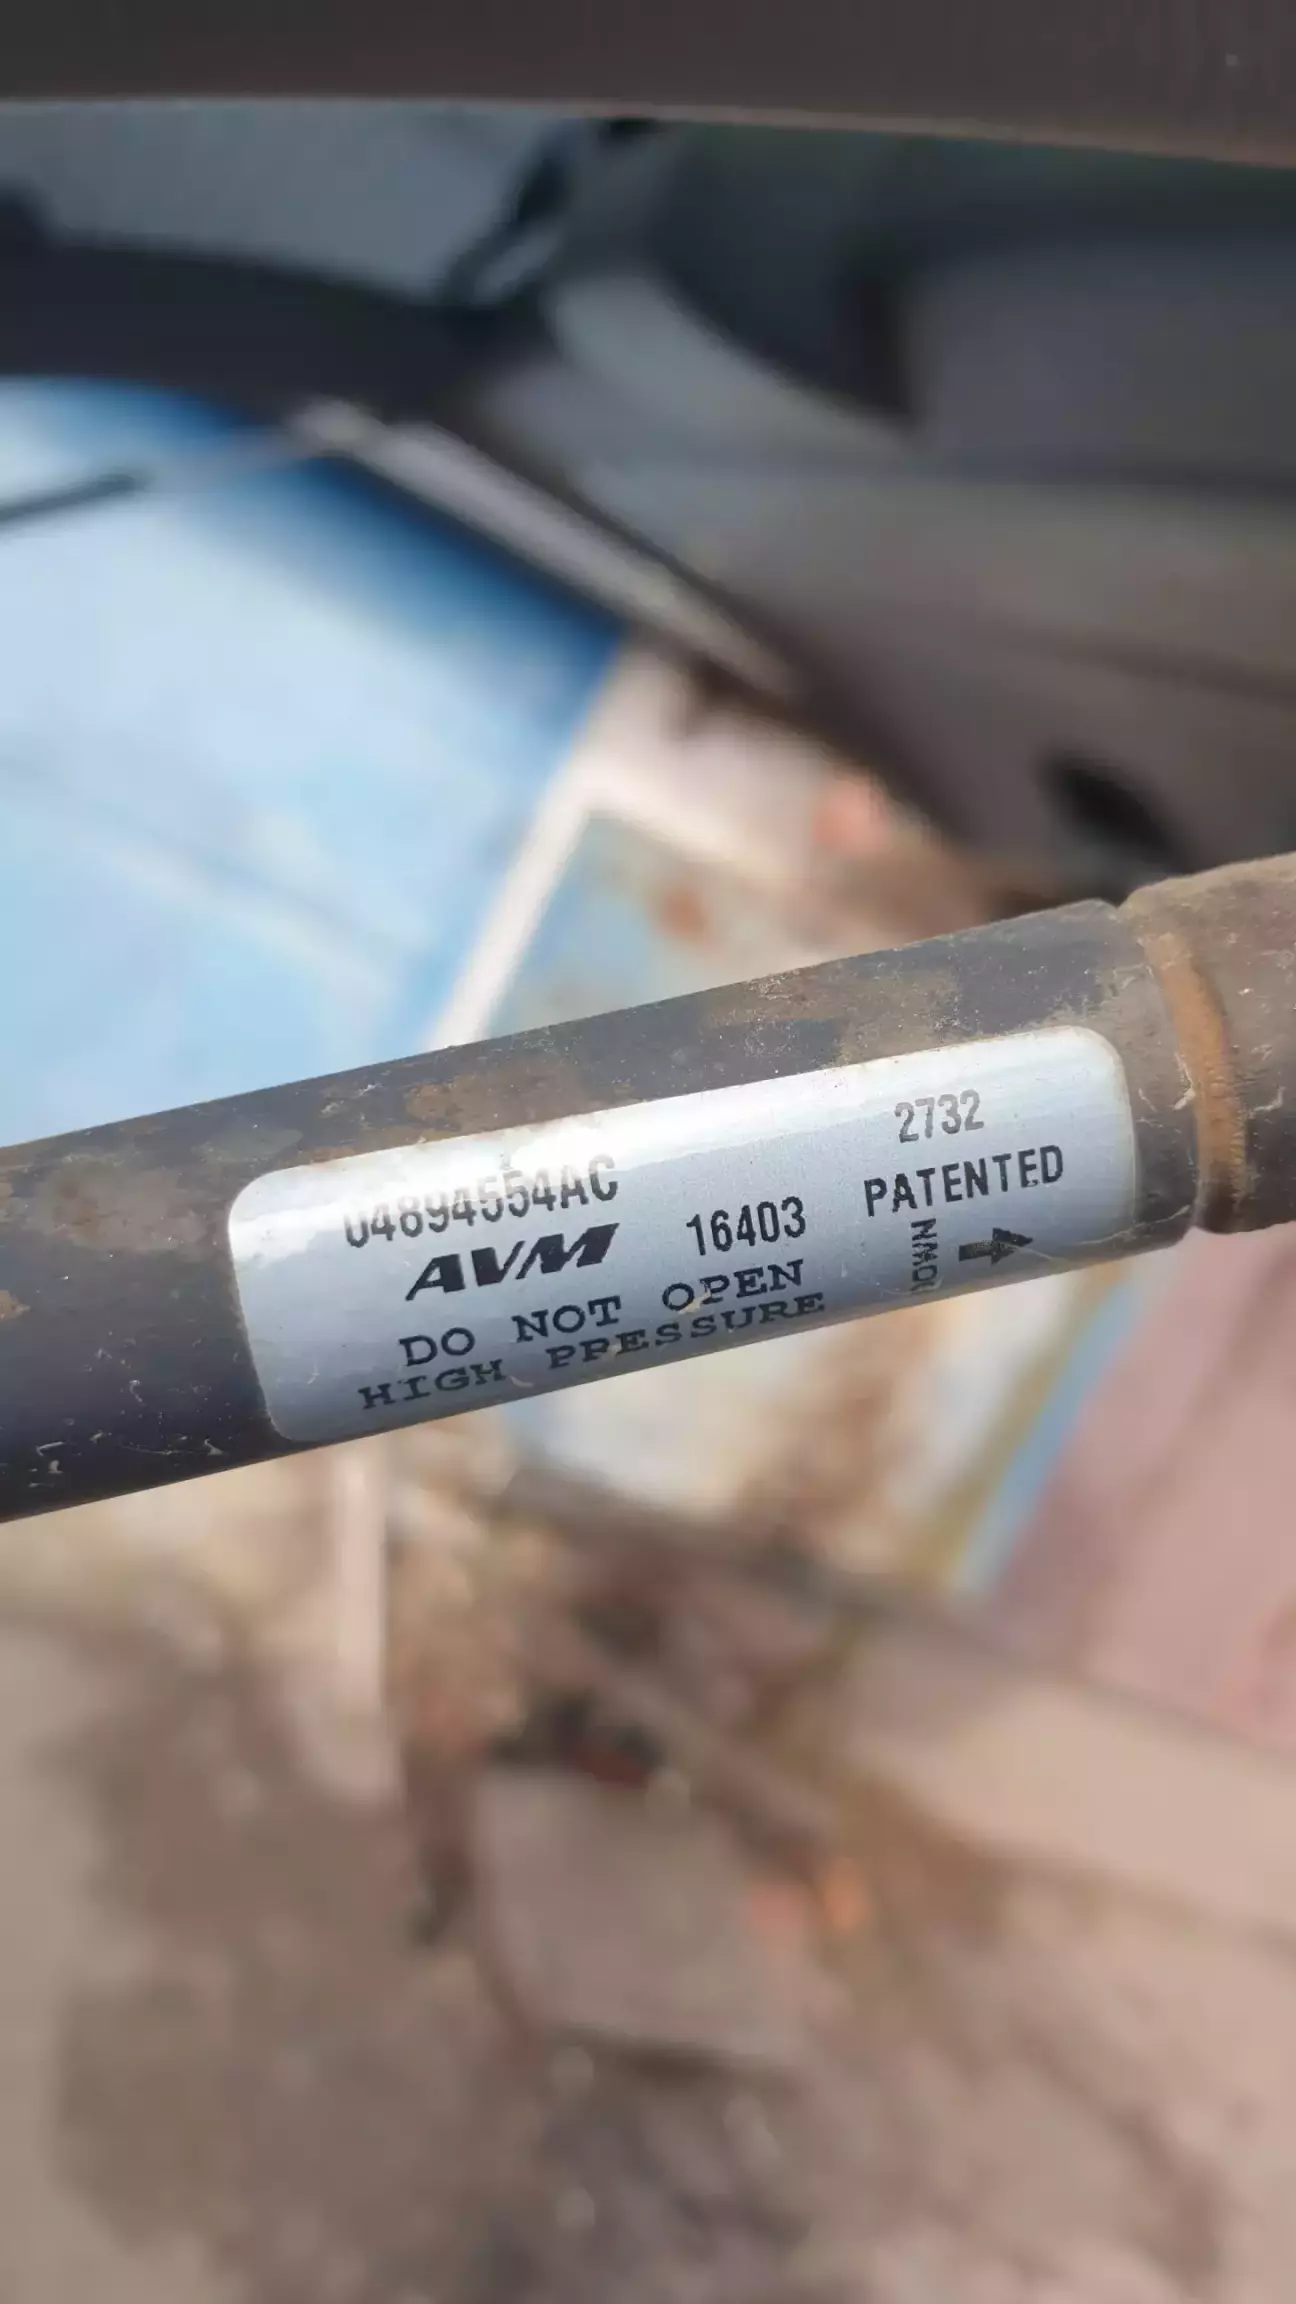 04894554AC
AVM 16403
DO NOT OPEN
HIGH PRESSURE
2732
PATENTED
DOWN